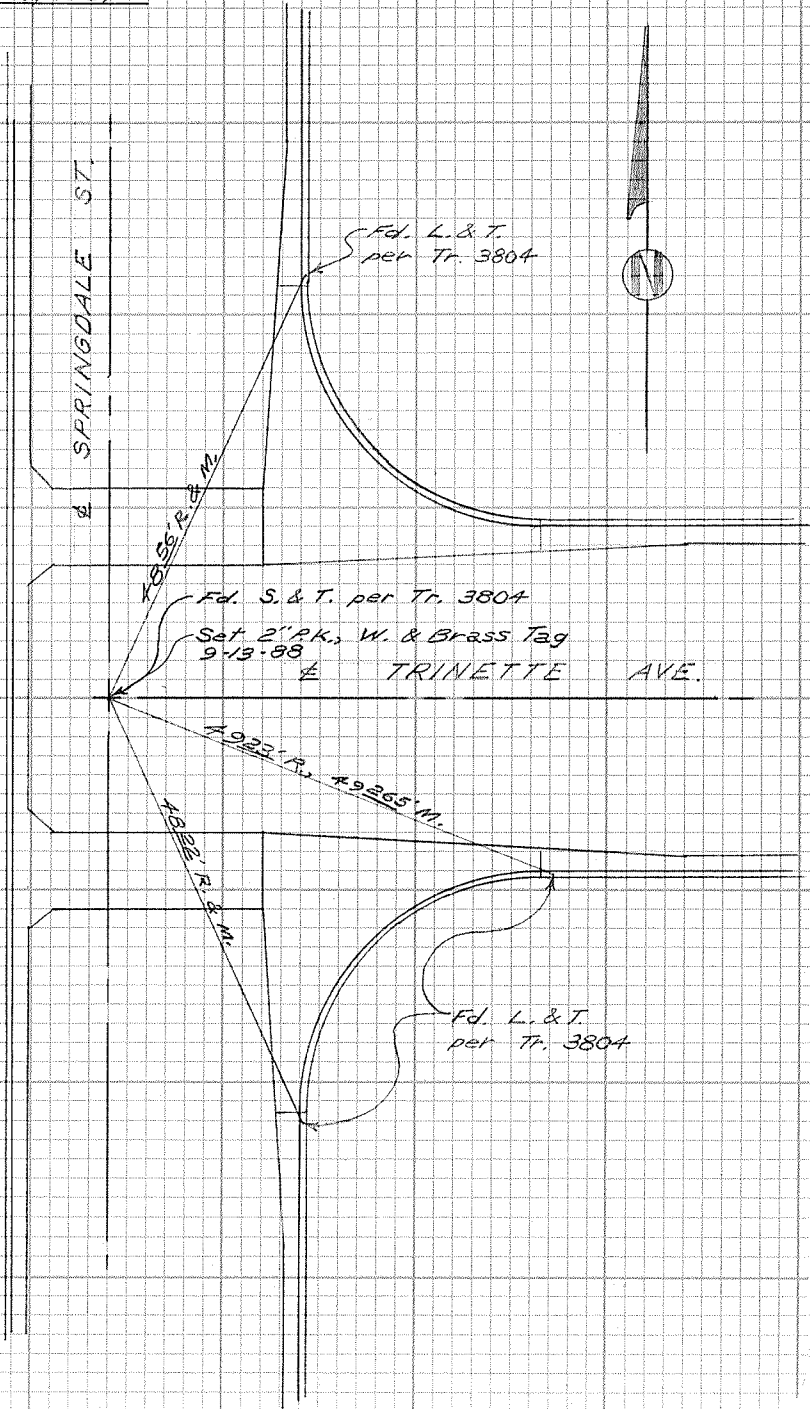 ℄ SPRINGDALE ST.
Fd. L. & T.
per Tr. 3804
N
48.56' R. & M.
Fd. S. & T. per Tr. 3804
Set 2" P.K., W. & Brass Tag
9-13-88
℄ TRINETTE AVE.
49.23' R., 49.265' M.
48.22' R. & M.
Fd. L. & T.
per Tr. 3804